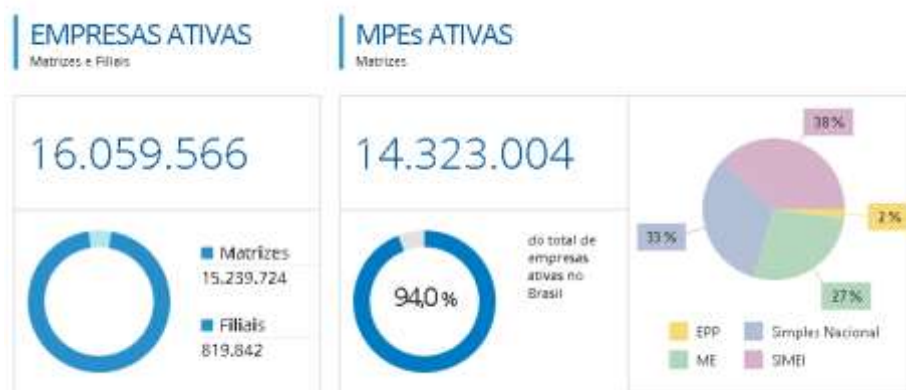 EMPRESAS ATIVAS
Matrizes e Filiais
16.059.566
Matrizes
15.239.724
Filiais
819.842
MPEs ATIVAS
Matrizes
14.323.004
94,0 %
do total de
empresas
ativas no
Brasil
38 %
2 %
33 %
27 %
EPP
Simples Nacional
ME
SIMEI